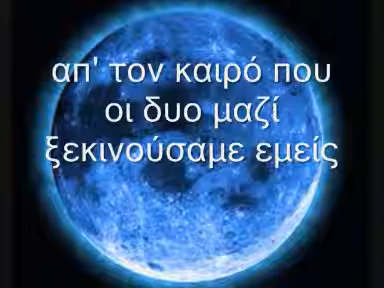 απ' τον καιρό που
οι δυο μαζί
ξεκινούσαμε εμείς